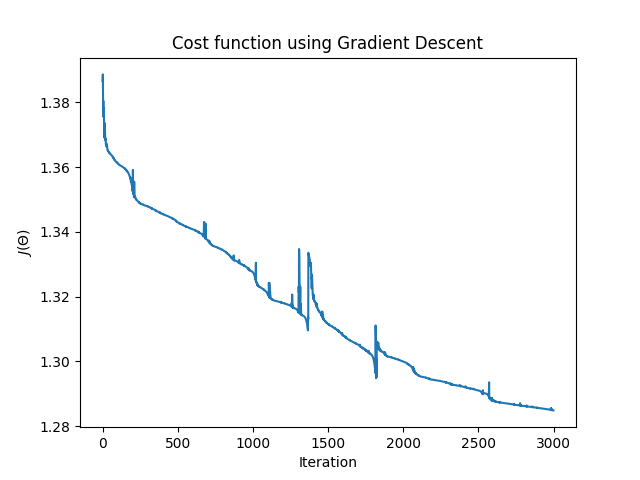 Cost function using Gradient Descent
1.38
1.36
1.34
1.32
1.30
1.28
J(Θ)
0 500 1000 1500 2000 2500 3000
Iteration